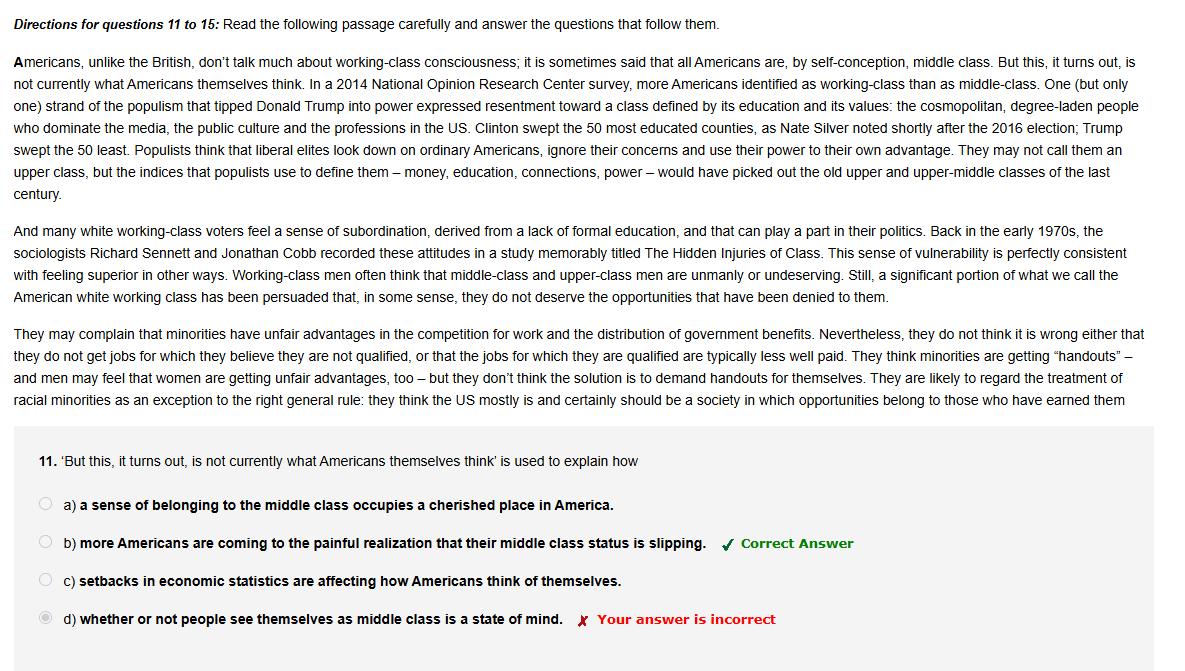 Directions for questions 11 to 15: Read the following passage carefully and answer the questions that follow them.
Americans, unlike the British, don't talk much about working-class consciousness; it is sometimes said that all Americans are, by self-conception, middle class. But this, it turns out, is
not currently what Americans themselves think. In a 2014 National Opinion Research Center survey, more Americans identified as working-class than as middle-class. One (but only
one) strand of the populism that tipped Donald Trump into power expressed resentment toward a class defined by its education and its values: the cosmopolitan, degree-laden people
who dominate the media, the public culture and the professions in the US. Clinton swept the 50 most educated counties, as Nate Silver noted shortly after the 2016 election; Trump
swept the 50 least. Populists think that liberal elites look down on ordinary Americans, ignore their concerns and use their power to their own advantage. They may not call them an
upper class, but the indices that populists use to define them – money, education, connections, power – would have picked out the old upper and upper-middle classes of the last
century.
And many white working-class voters feel a sense of subordination, derived from a lack of formal education, and that can play a part in their politics. Back in the early 1970s, the
sociologists Richard Sennett and Jonathan Cobb recorded these attitudes in a study memorably titled The Hidden Injuries of Class. This sense of vulnerability is perfectly consistent
with feeling superior in other ways. Working-class men often think that middle-class and upper-class men are unmanly or undeserving. Still, a significant portion of what we call the
American white working class has been persuaded that, in some sense, they do not deserve the opportunities that have been denied to them.
They may complain that minorities have unfair advantages in the competition for work and the distribution of government benefits. Nevertheless, they do not think it is wrong either that
they do not get jobs for which they believe they are not qualified, or that the jobs for which they are qualified are typically less well paid. They think minorities are getting “handouts” –
and men may feel that women are getting unfair advantages, too – but they don't think the solution is to demand handouts for themselves. They are likely to regard the treatment of
racial minorities as an exception to the right general rule: they think the US mostly is and certainly should be a society in which opportunities belong to those who have earned them
11. ‘But this, it turns out, is not currently what Americans themselves think’ is used to explain how
a) a sense of belonging to the middle class occupies a cherished place in America.
b) more Americans are coming to the painful realization that their middle class status is slipping. ✓ Correct Answer
c) setbacks in economic statistics are affecting how Americans think of themselves.
d) whether or not people see themselves as middle class is a state of mind. ✗ Your answer is incorrect